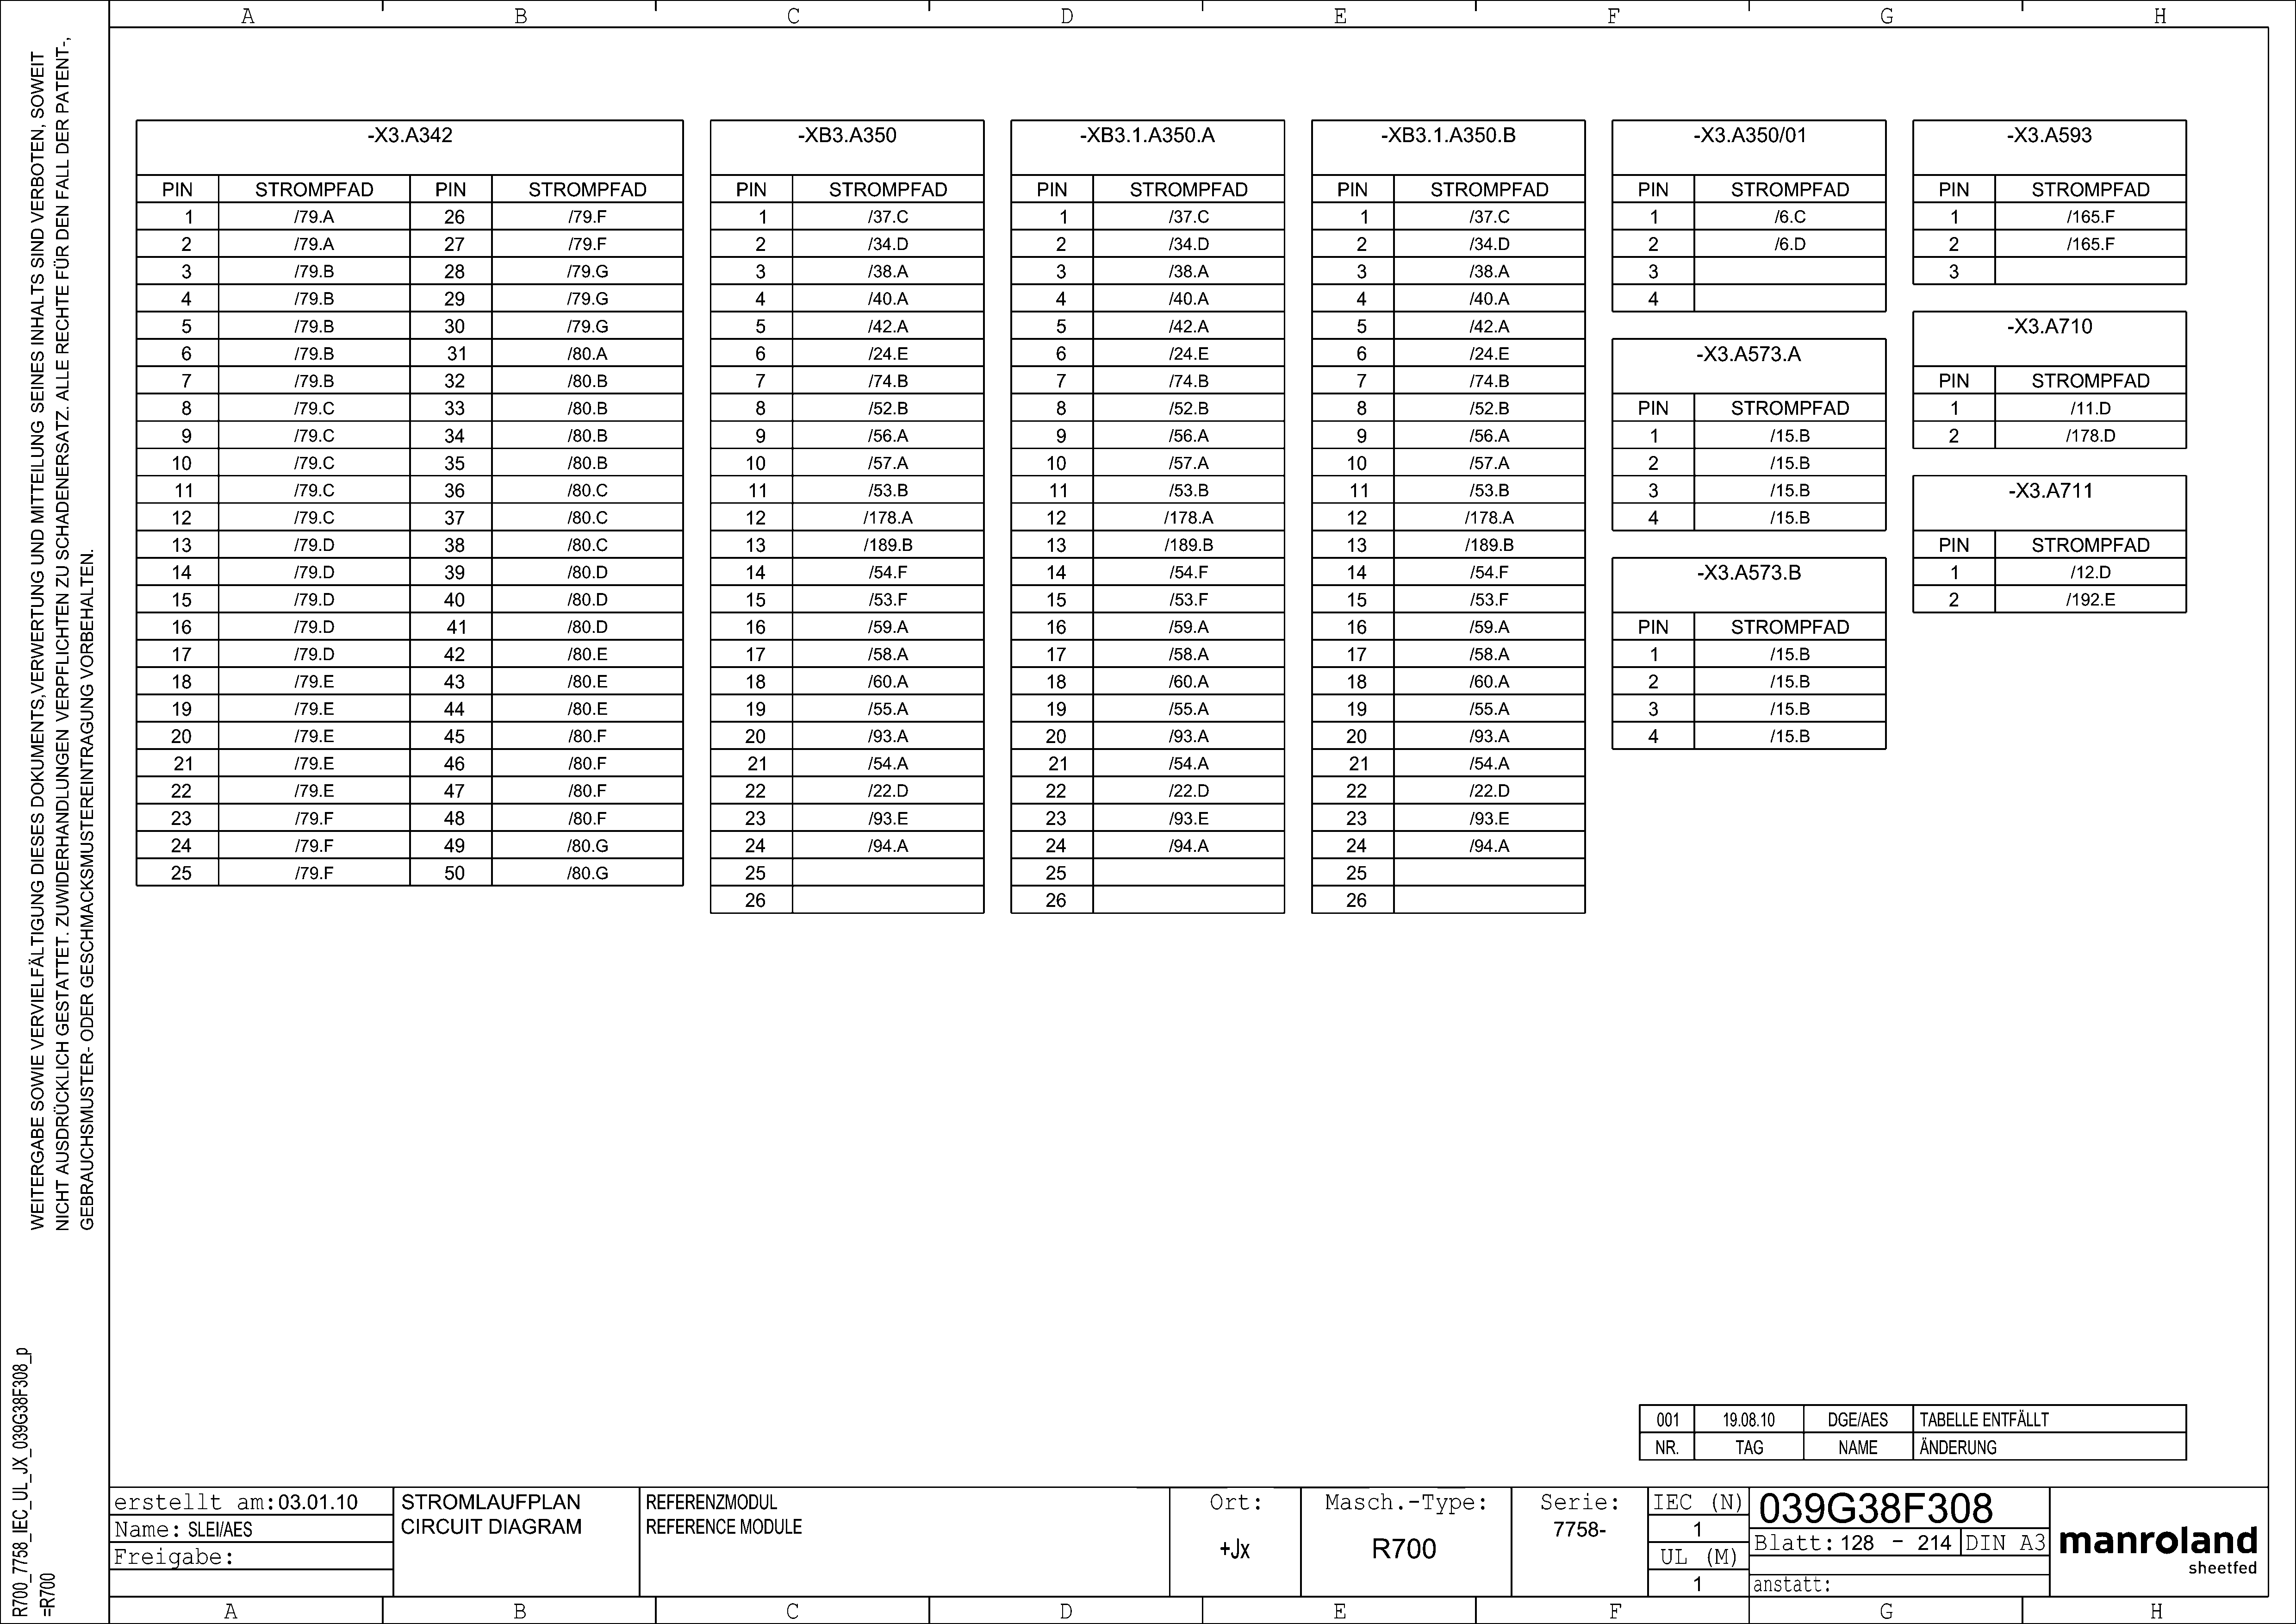 A B C D E F G H
WEITERGABE SOWIE VERVIELFÄLTIGUNG DIESES DOKUMENTS,VERWERTUNG UND MITTEILUNG SEINES INHALTS SIND VERBOTEN, SOWEIT
NICHT AUSDRÜCKLICH GESTATTET. ZUWIDERHANDLUNGEN VERPFLICHTEN ZU SCHADENERSATZ. ALLE RECHTE FÜR DEN FALL DER PATENT-,
GEBRAUCHSMUSTER- ODER GESCHMACKSMUSTEREINTRAGUNG VORBEHALTEN.
R700_7758_IEC_UL_JX_039G38F308_p
=R700
-X3.A342
PIN STROMPFAD PIN STROMPFAD
1 /79.A 26 /79.F
2 /79.A 27 /79.F
3 /79.B 28 /79.G
4 /79.B 29 /79.G
5 /79.B 30 /79.G
6 /79.B 31 /80.A
7 /79.B 32 /80.B
8 /79.C 33 /80.B
9 /79.C 34 /80.B
10 /79.C 35 /80.B
11 /79.C 36 /80.C
12 /79.C 37 /80.C
13 /79.D 38 /80.C
14 /79.D 39 /80.D
15 /79.D 40 /80.D
16 /79.D 41 /80.D
17 /79.D 42 /80.E
18 /79.E 43 /80.E
19 /79.E 44 /80.E
20 /79.E 45 /80.F
21 /79.E 46 /80.F
22 /79.E 47 /80.F
23 /79.F 48 /80.F
24 /79.F 49 /80.G
25 /79.F 50 /80.G
-XB3.A350
PIN STROMPFAD
1 /37.C
2 /34.D
3 /38.A
4 /40.A
5 /42.A
6 /24.E
7 /74.B
8 /52.B
9 /56.A
10 /57.A
11 /53.B
12 /178.A
13 /189.B
14 /54.F
15 /53.F
16 /59.A
17 /58.A
18 /60.A
19 /55.A
20 /93.A
21 /54.A
22 /22.D
23 /93.E
24 /94.A
25
26
-XB3.1.A350.A
PIN STROMPFAD
1 /37.C
2 /34.D
3 /38.A
4 /40.A
5 /42.A
6 /24.E
7 /74.B
8 /52.B
9 /56.A
10 /57.A
11 /53.B
12 /178.A
13 /189.B
14 /54.F
15 /53.F
16 /59.A
17 /58.A
18 /60.A
19 /55.A
20 /93.A
21 /54.A
22 /22.D
23 /93.E
24 /94.A
25
26
-XB3.1.A350.B
PIN STROMPFAD
1 /37.C
2 /34.D
3 /38.A
4 /40.A
5 /42.A
6 /24.E
7 /74.B
8 /52.B
9 /56.A
10 /57.A
11 /53.B
12 /178.A
13 /189.B
14 /54.F
15 /53.F
16 /59.A
17 /58.A
18 /60.A
19 /55.A
20 /93.A
21 /54.A
22 /22.D
23 /93.E
24 /94.A
25
26
-X3.A350/01
PIN STROMPFAD
1 /6.C
2 /6.D
3
4
-X3.A573.A
PIN STROMPFAD
1 /15.B
2 /15.B
3 /15.B
4 /15.B
-X3.A573.B
PIN STROMPFAD
1 /15.B
2 /15.B
3 /15.B
4 /15.B
-X3.A593
PIN STROMPFAD
1 /165.F
2 /165.F
3
-X3.A710
PIN STROMPFAD
1 /11.D
2 /178.D
-X3.A711
PIN STROMPFAD
1 /12.D
2 /192.E
001 19.08.10 DGE/AES TABELLE ENTFÄLLT
NR. TAG NAME ÄNDERUNG
erstellt am: 03.01.10
Name: SLEI/AES
Freigabe:
STROMLAUFPLAN
CIRCUIT DIAGRAM
REFERENZMODUL
REFERENCE MODULE
Ort:
+Jx
Masch.-Type:
R700
Serie:
7758-
IEC (N)
1
UL (M)
1
039G38F308
Blatt: 128 - 214 DIN A3
anstatt:
manroland
sheetfed
A B C D E F G H